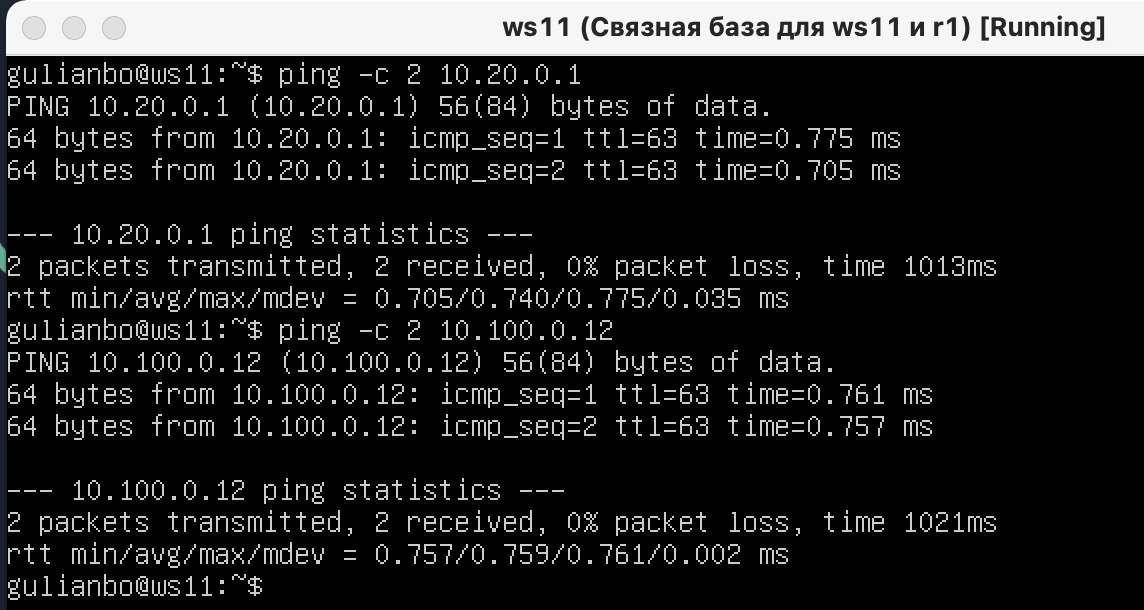 ws11 (Связная база для ws11 и r1) [Running]
gulianbo@ws11:~$ ping -c 2 10.20.0.1
PING 10.20.0.1 (10.20.0.1) 56(84) bytes of data.
64 bytes from 10.20.0.1: icmp_seq=1 ttl=63 time=0.775 ms
64 bytes from 10.20.0.1: icmp_seq=2 ttl=63 time=0.705 ms

--- 10.20.0.1 ping statistics ---
2 packets transmitted, 2 received, 0% packet loss, time 1013ms
rtt min/avg/max/mdev = 0.705/0.740/0.775/0.035 ms
gulianbo@ws11:~$ ping -c 2 10.100.0.12
PING 10.100.0.12 (10.100.0.12) 56(84) bytes of data.
64 bytes from 10.100.0.12: icmp_seq=1 ttl=63 time=0.761 ms
64 bytes from 10.100.0.12: icmp_seq=2 ttl=63 time=0.757 ms

--- 10.100.0.12 ping statistics ---
2 packets transmitted, 2 received, 0% packet loss, time 1021ms
rtt min/avg/max/mdev = 0.757/0.759/0.761/0.002 ms
gulianbo@ws11:~$